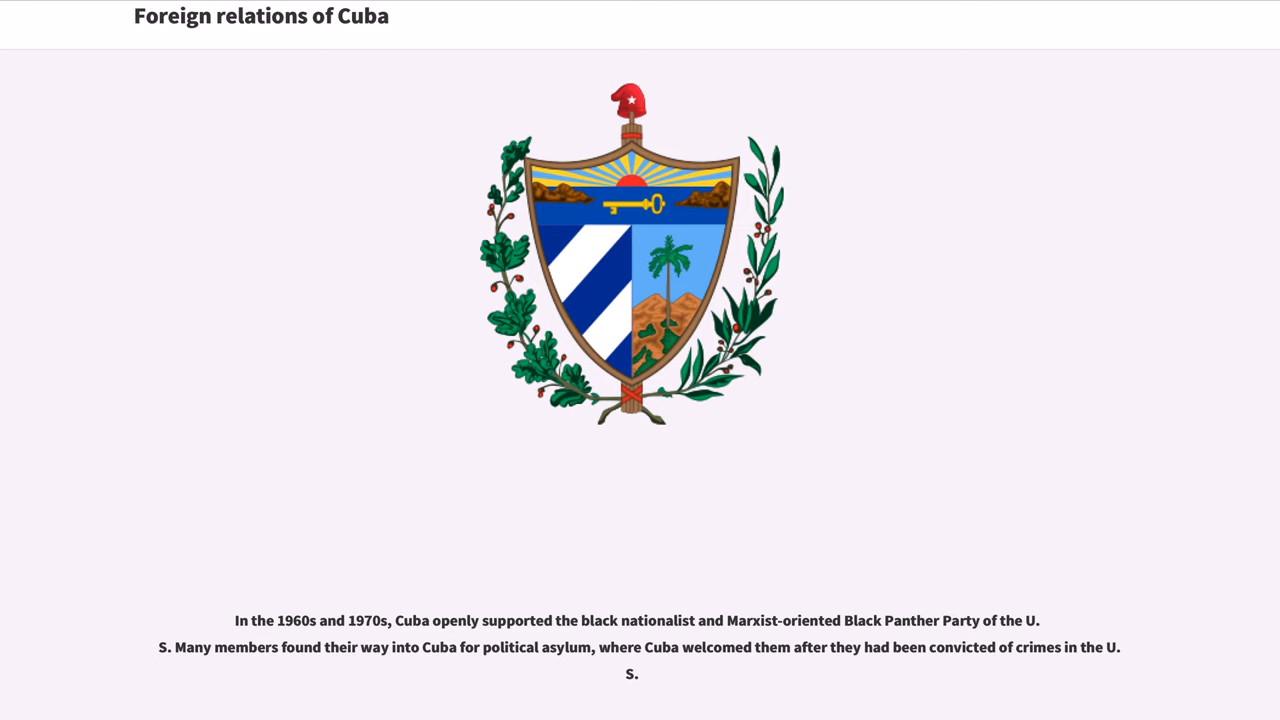 Foreign relations of Cuba
In the 1960s and 1970s, Cuba openly supported the black nationalist and Marxist-oriented Black Panther Party of the U.
S. Many members found their way into Cuba for political asylum, where Cuba welcomed them after they had been convicted of crimes in the U.
S.